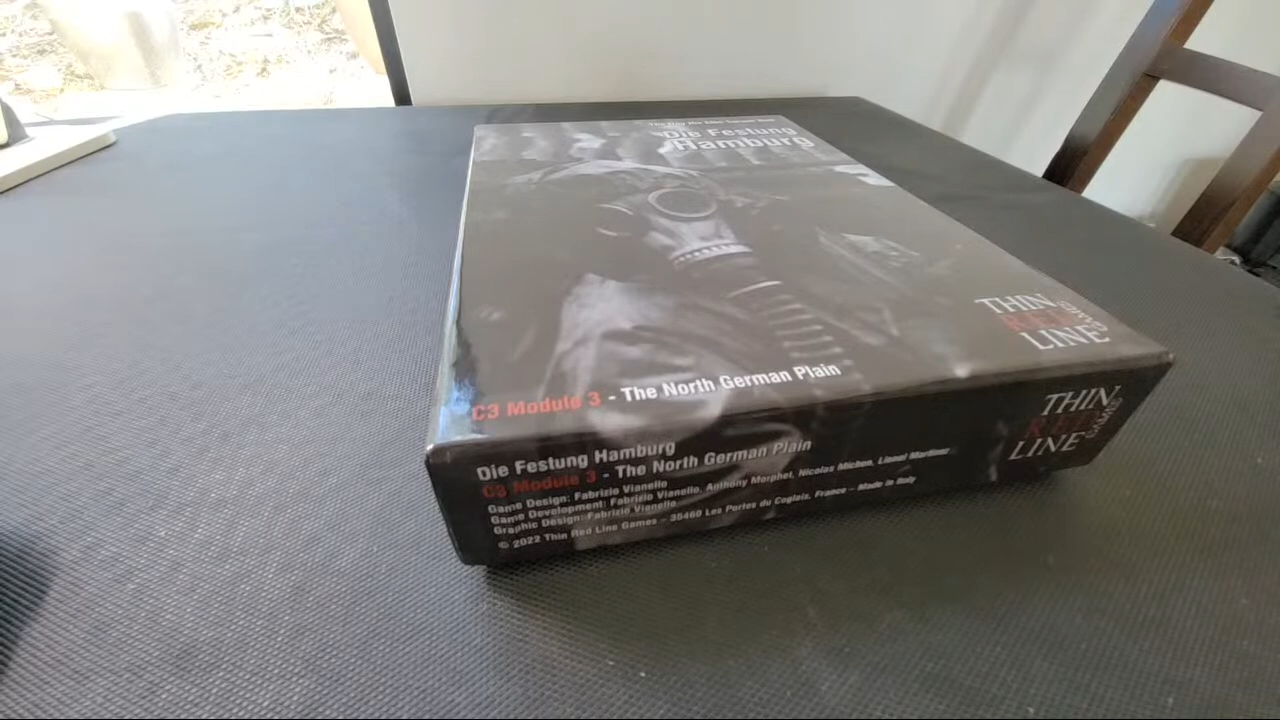 Die Festung
Hamburg
THIN
RED
LINE
GAMES
C3 Module 3 - The North German Plain
Die Festung Hamburg
C3 Module 3 - The North German Plain
Game Design: Fabrizio Vianello
Game Development: Fabrizio Vianello, Anthony Morphet, Nicolas Michon, Lionel Martinez
Graphic Design: Fabrizio Vianello
© 2022 Thin Red Line Games – 35460 Les Portes du Coglais, France – Made in Italy
THIN
RED
LINE
GAMES